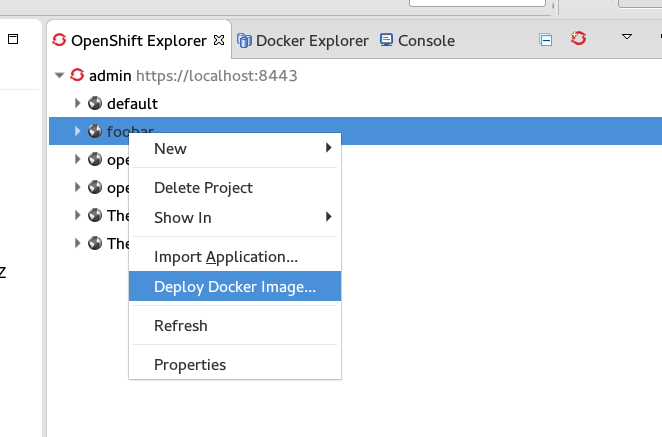 OpenShift Explorer Docker Explorer Console
admin https://localhost:8443
default
foobar
New
ope
Delete Project
ope
Show In
The
The
Import Application...
Z
Deploy Docker Image...
Refresh
Properties